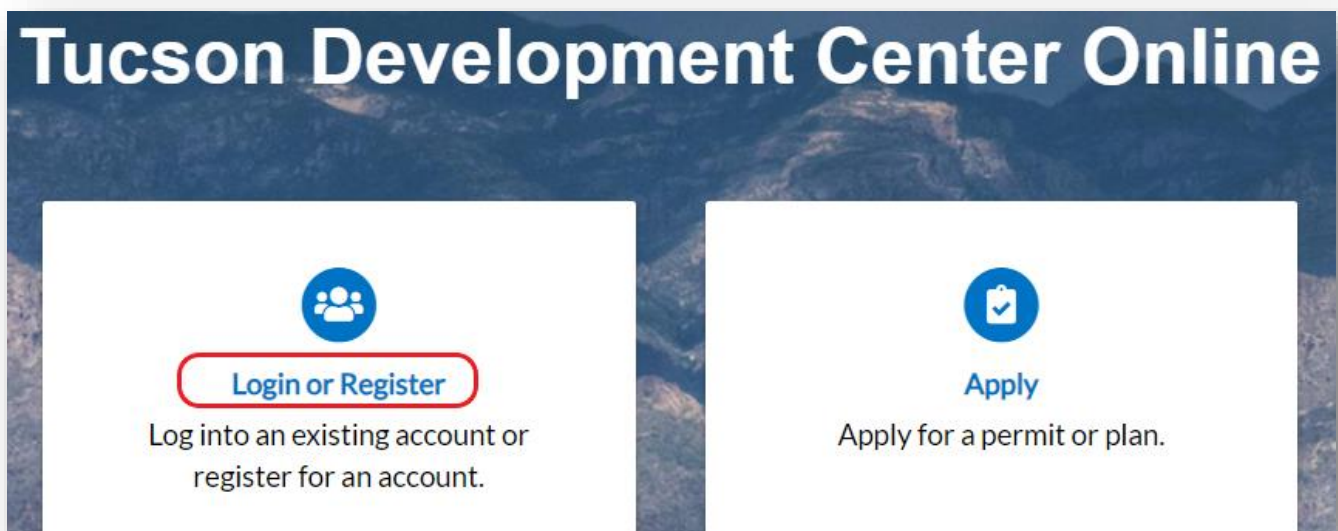 Tucson Development Center Online
Login or Register
Log into an existing account or
register for an account.
Apply
Apply for a permit or plan.